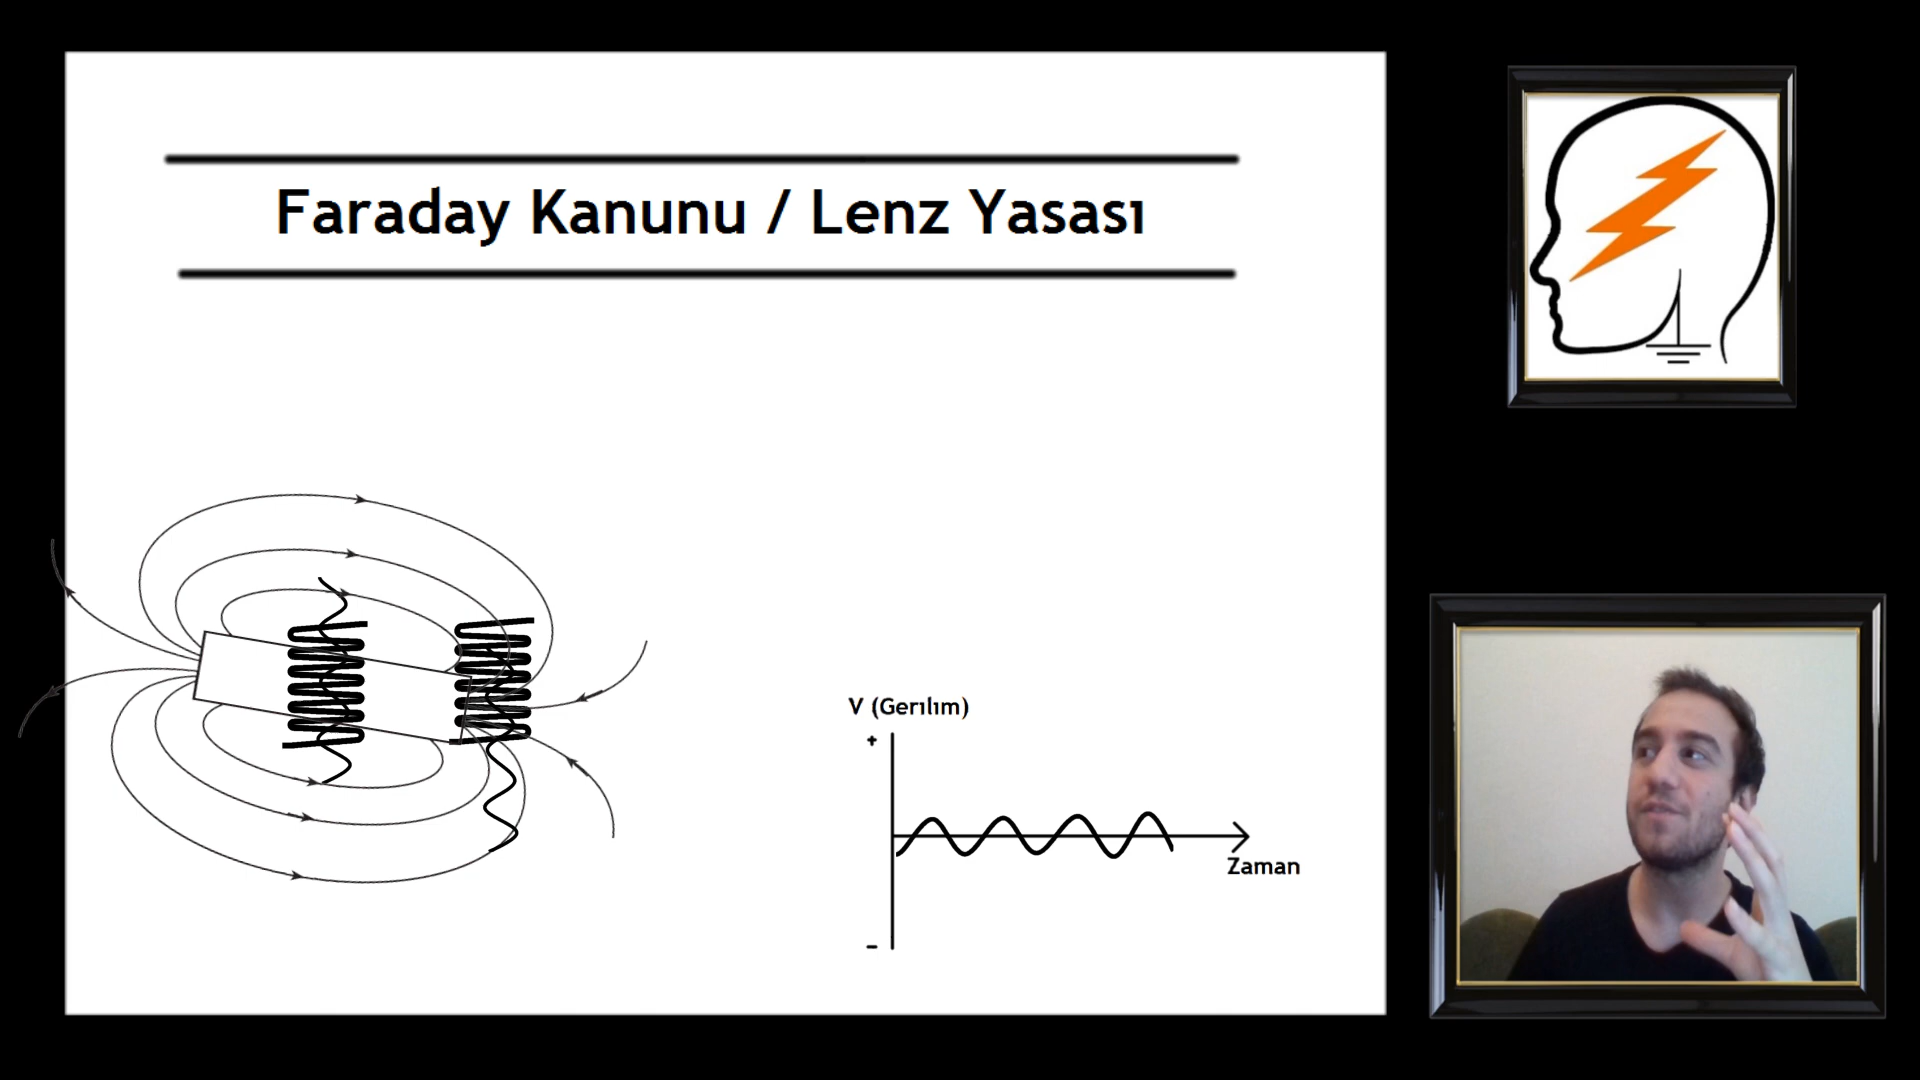 Faraday Kanunu / Lenz Yasası
V (Gerılım)
+
Zaman
-